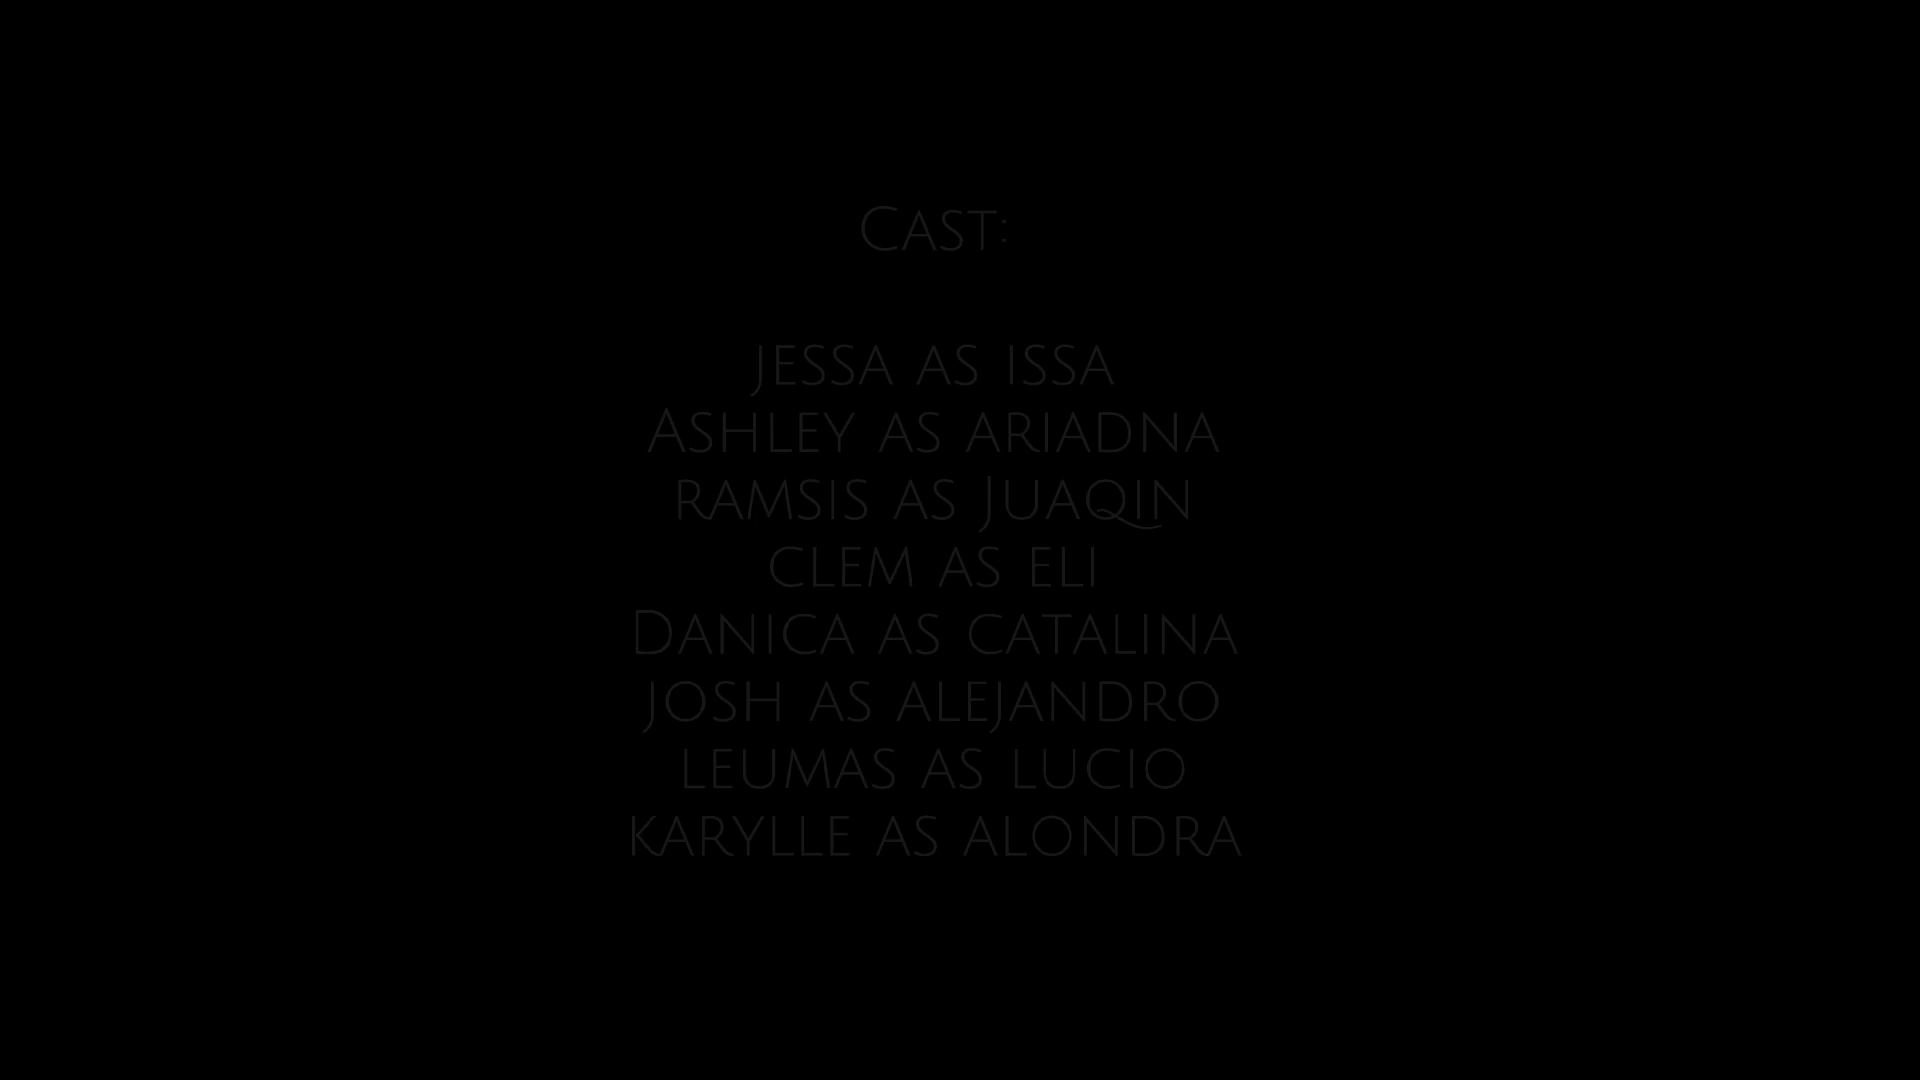 Cast:
jessa as issa
Ashley as ariadna
ramsis as Juaqin
clem as eli
Danica as catalina
josh as alejandro
leumas as lucio
karylle as alondra